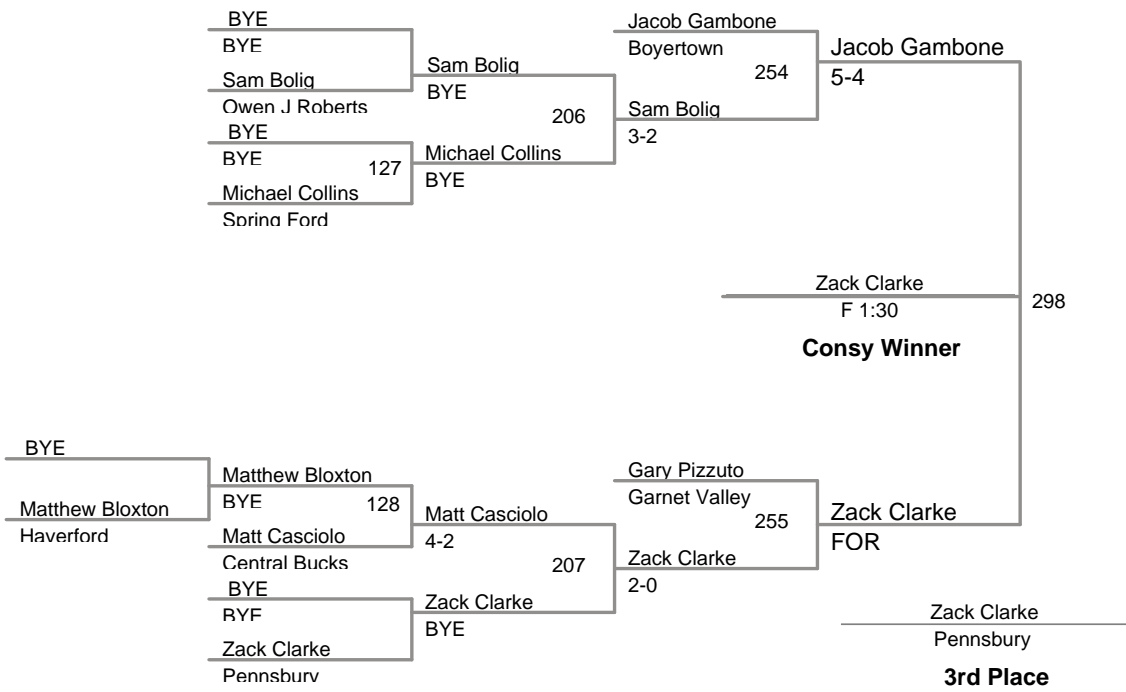 BYE
BYE
Sam Bolig
Owen J Roberts
BYE
BYE
127
Michael Collins
Spring Ford
Sam Bolig
BYE
206
Michael Collins
BYE
Jacob Gambone
Boyertown
254
Sam Bolig
3-2
Jacob Gambone
5-4
Zack Clarke
F 1:30
298
Consy Winner
BYE
Matthew Bloxton
Haverford
Matthew Bloxton
BYE
128
Matt Casciolo
Central Bucks
BYE
BYE
Zack Clarke
Pennsbury
Matt Casciolo
4-2
207
Zack Clarke
BYE
Gary Pizzuto
Garnet Valley
255
Zack Clarke
2-0
Zack Clarke
FOR
Zack Clarke
Pennsbury
3rd Place